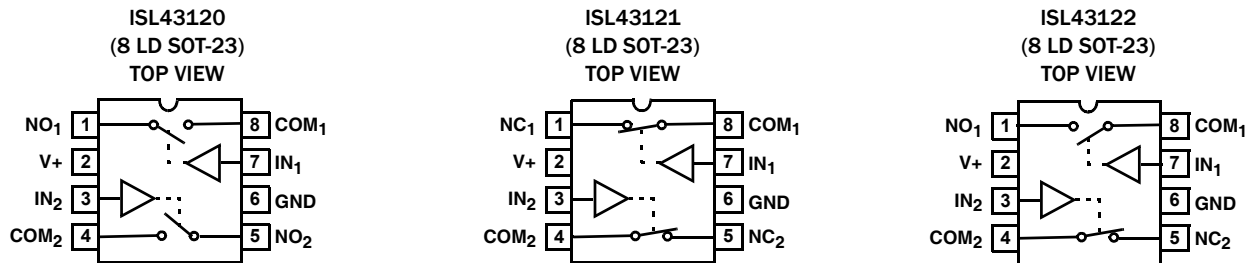 ISL43120
(8 LD SOT-23)
TOP VIEW
NO1 1 8 COM1
V+ 2 7 IN1
IN2 3 6 GND
COM2 4 5 NO2
ISL43121
(8 LD SOT-23)
TOP VIEW
NC1 1 8 COM1
V+ 2 7 IN1
IN2 3 6 GND
COM2 4 5 NC2
ISL43122
(8 LD SOT-23)
TOP VIEW
NO1 1 8 COM1
V+ 2 7 IN1
IN2 3 6 GND
COM2 4 5 NC2